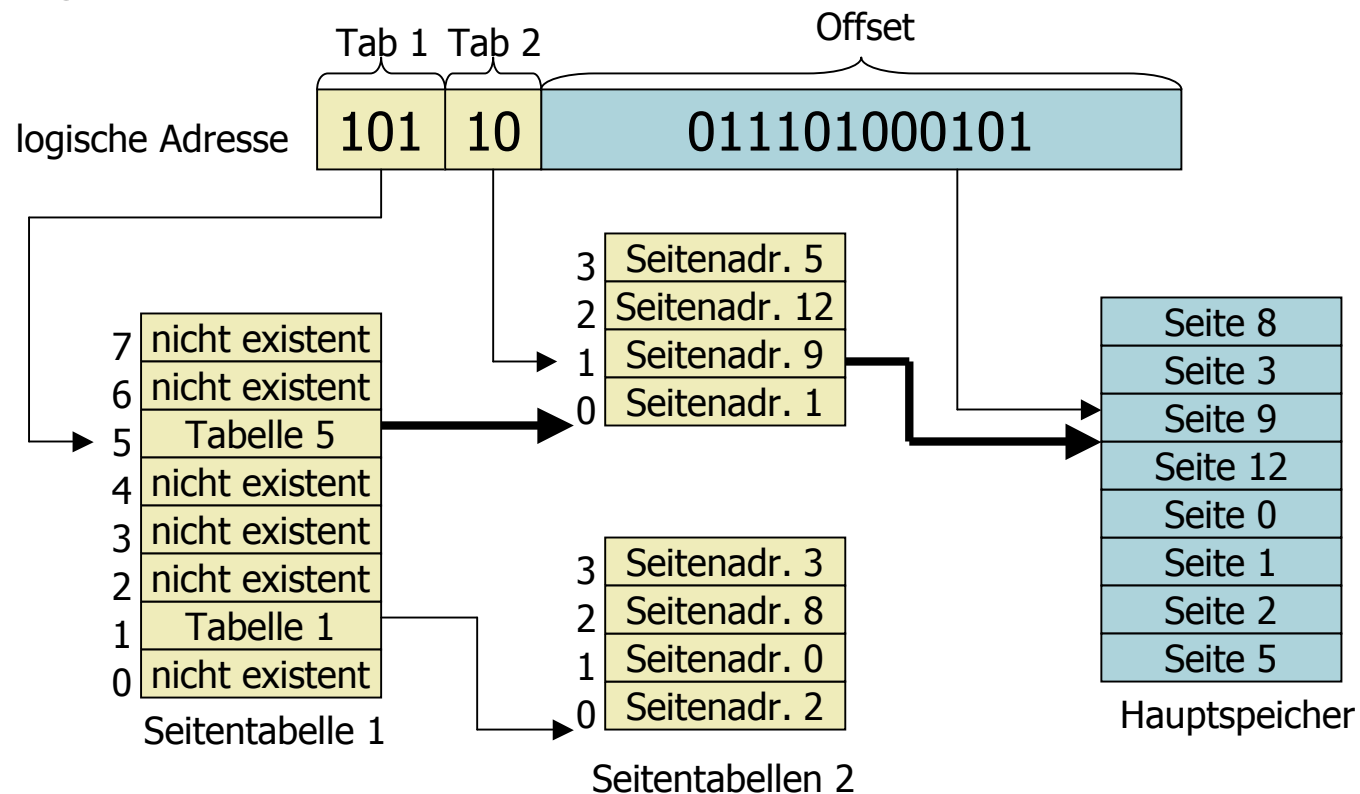 Tab 1 Tab 2 Offset
logische Adresse 101 10 011101000101
3 Seitenadr. 5
2 Seitenadr. 12
1 Seitenadr. 9
0 Seitenadr. 1
7 nicht existent
6 nicht existent
5 Tabelle 5
4 nicht existent
3 nicht existent
2 nicht existent
1 Tabelle 1
0 nicht existent
Seitentabelle 1
3 Seitenadr. 3
2 Seitenadr. 8
1 Seitenadr. 0
0 Seitenadr. 2
Seitentabellen 2
Seite 8
Seite 3
Seite 9
Seite 12
Seite 0
Seite 1
Seite 2
Seite 5
Hauptspeicher